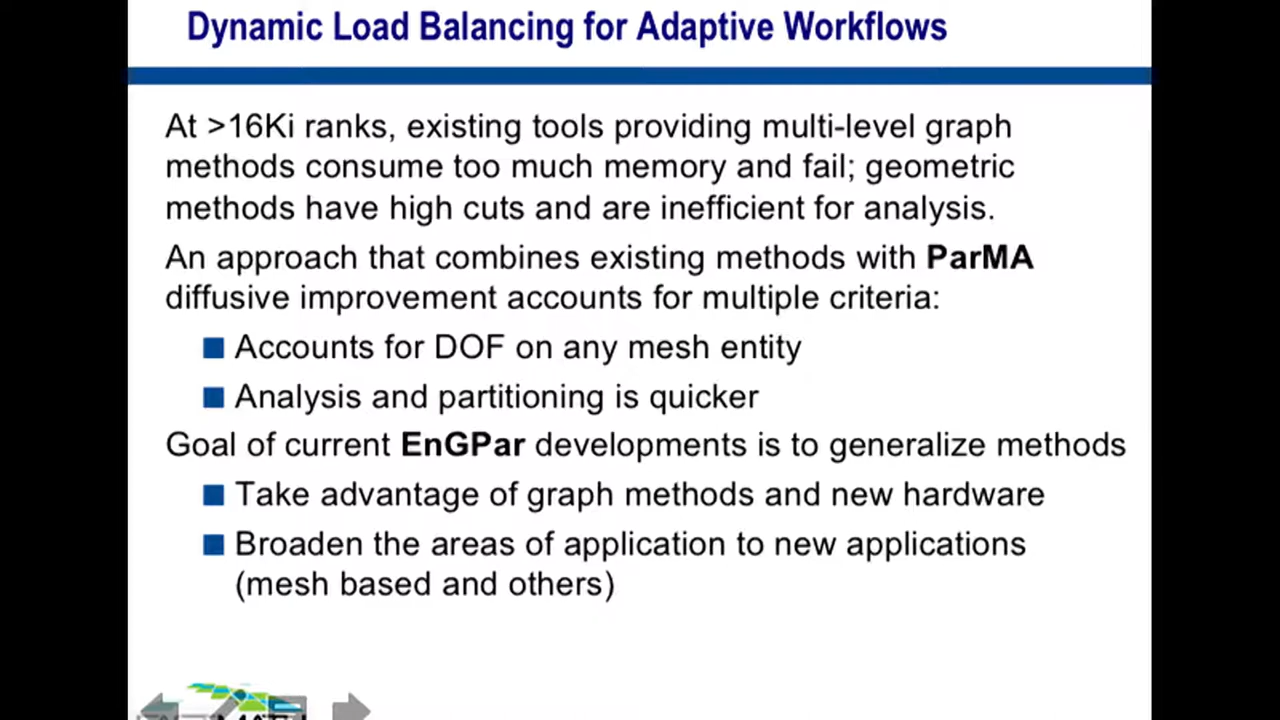 Dynamic Load Balancing for Adaptive Workflows
At >16Ki ranks, existing tools providing multi-level graph
methods consume too much memory and fail; geometric
methods have high cuts and are inefficient for analysis.
An approach that combines existing methods with ParMA
diffusive improvement accounts for multiple criteria:
Accounts for DOF on any mesh entity
Analysis and partitioning is quicker
Goal of current EnGPar developments is to generalize methods
Take advantage of graph methods and new hardware
Broaden the areas of application to new applications
(mesh based and others)